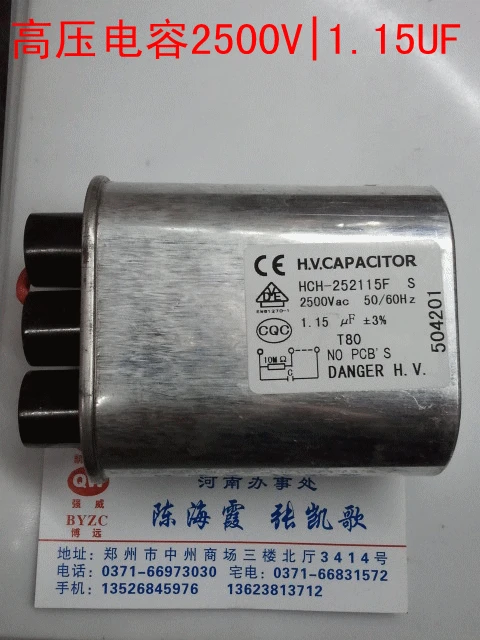 高压电容2500V|1.15UF
CE H.V.CAPACITOR
HCH-252115F S
2500Vac 50/60Hz
1.15 μF ±3%
CQC
T80
10MΩ
C
NO PCB'S
DANGER H.V.
504201
河南办事处
强威
BYZC
博远
陈海霞 张凯歌
地址：郑州市中州商场三楼北厅3414号
电话：0371-66973030 宅电：0371-66831572
手机：13526845976 13623813712